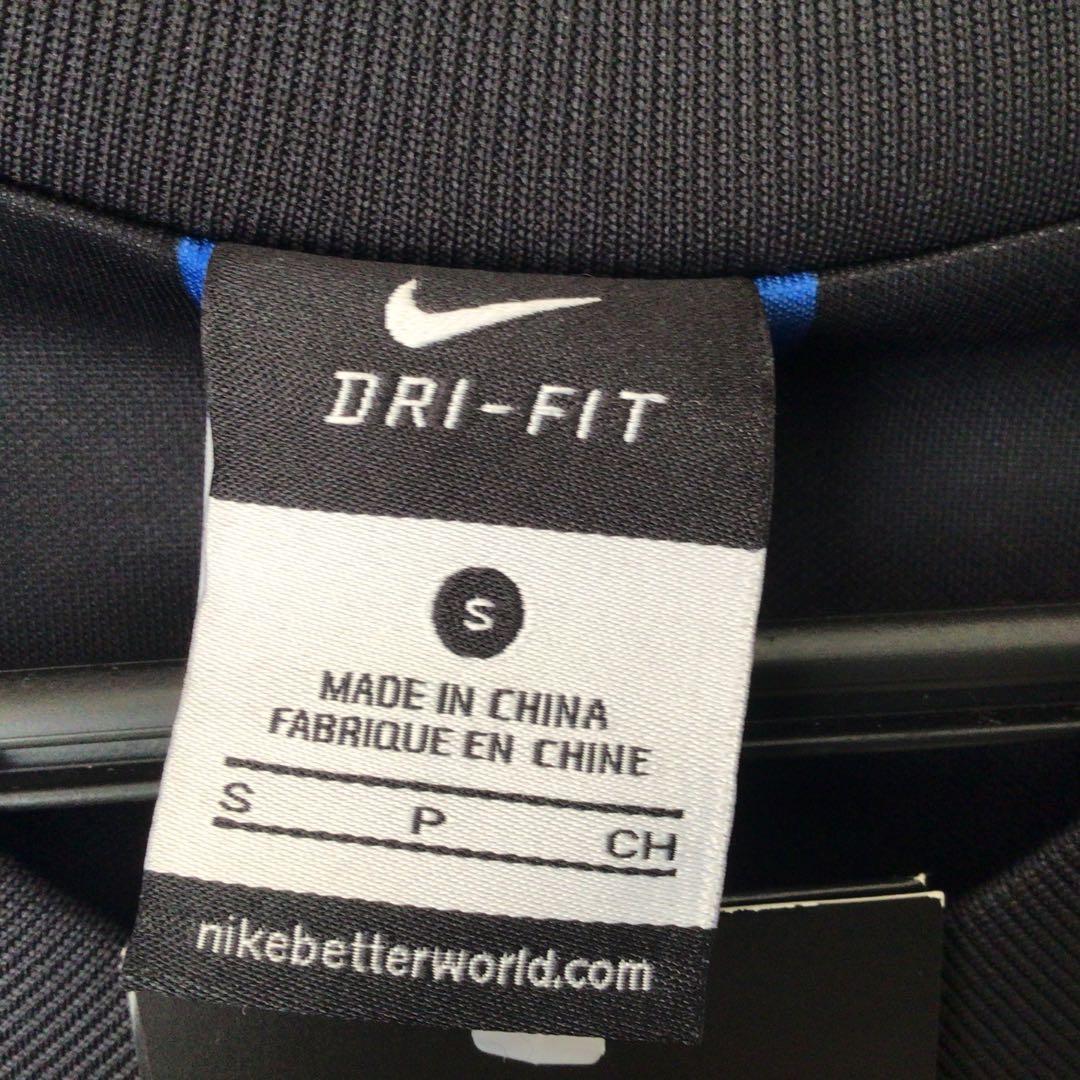 DRI-FIT
S
MADE IN CHINA
FABRIQUE EN CHINE
S P CH
nikebetterworld.com